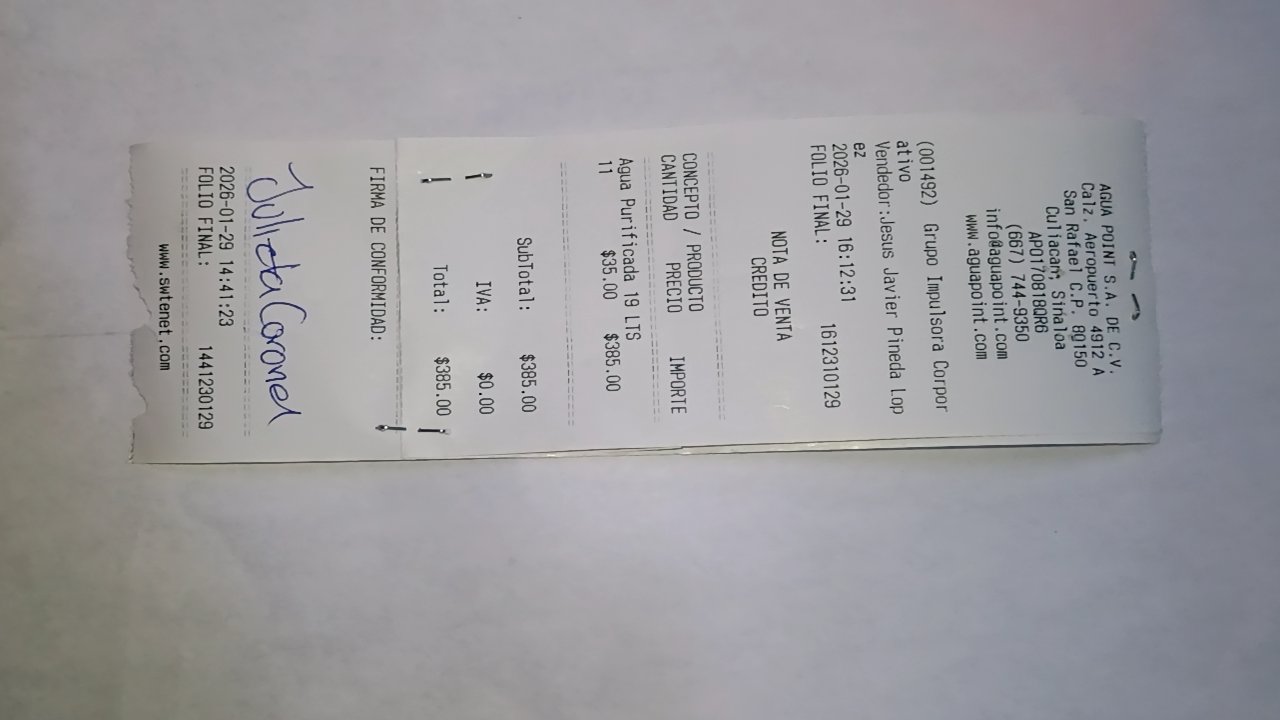 AGUA POINT S.A. DE C.V.
Calz. Aeropuerto 4912 A
San Rafael C.P. 80150
Culiacan, Sinaloa
APO170818QR6
(667) 744-9350
info@aguapoint.com
www.aguapoint.com
(001492) Grupo Impulsora Corpor
ativo
Vendedor:Jesus Javier Pineda Lop
ez
2026-01-29 16:12:31
FOLIO FINAL: 1612310129
NOTA DE VENTA
CREDITO
CONCEPTO / PRODUCTO
CANTIDAD PRECIO IMPORTE
Agua Purificada 19 LTS
11 $35.00 $385.00
SubTotal: $385.00
IVA: $0.00
Total: $385.00
FIRMA DE CONFORMIDAD:
Julieta Coronel
2026-01-29 14:41:23
FOLIO FINAL: 1441230129
www.swtenet.com